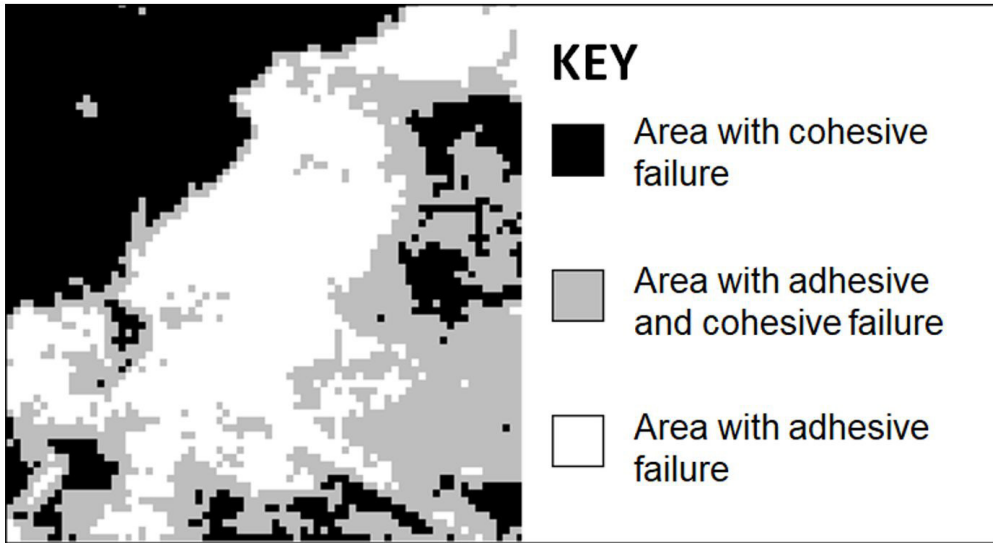 KEY
Area with cohesive
failure
Area with adhesive
and cohesive failure
Area with adhesive
failure